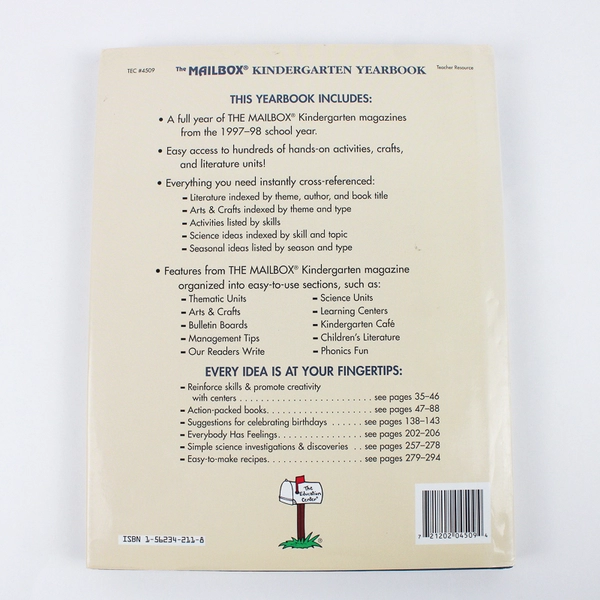 TEC #4509
The MAILBOX® KINDERGARTEN YEARBOOK
Teacher Resource
THIS YEARBOOK INCLUDES:
• A full year of THE MAILBOX® Kindergarten magazines
from the 1997–98 school year.
• Easy access to hundreds of hands-on activities, crafts,
and literature units!
• Everything you need instantly cross-referenced:
– Literature indexed by theme, author, and book title
– Arts & Crafts indexed by theme and type
– Activities listed by skills
– Science ideas indexed by skill and topic
– Seasonal ideas listed by season and type
• Features from THE MAILBOX® Kindergarten magazine
organized into easy-to-use sections, such as:
– Thematic Units
– Arts & Crafts
– Bulletin Boards
– Management Tips
– Our Readers Write
– Science Units
– Learning Centers
– Kindergarten Café
– Children's Literature
– Phonics Fun
EVERY IDEA IS AT YOUR FINGERTIPS:
– Reinforce skills & promote creativity
with centers . . . . . . . . . . . . . . . . . . . . . . . . see pages 35–46
– Action-packed books. . . . . . . . . . . . . . . . . . . see pages 47–88
– Suggestions for celebrating birthdays . . . . . . see pages 138–143
– Everybody Has Feelings. . . . . . . . . . . . . . . . see pages 202–206
– Simple science investigations & discoveries . . see pages 257–278
– Easy-to-make recipes. . . . . . . . . . . . . . . . . . see pages 279–294
The
Education
Center®
ISBN 1-56234-211-8
7 21202 04509 4